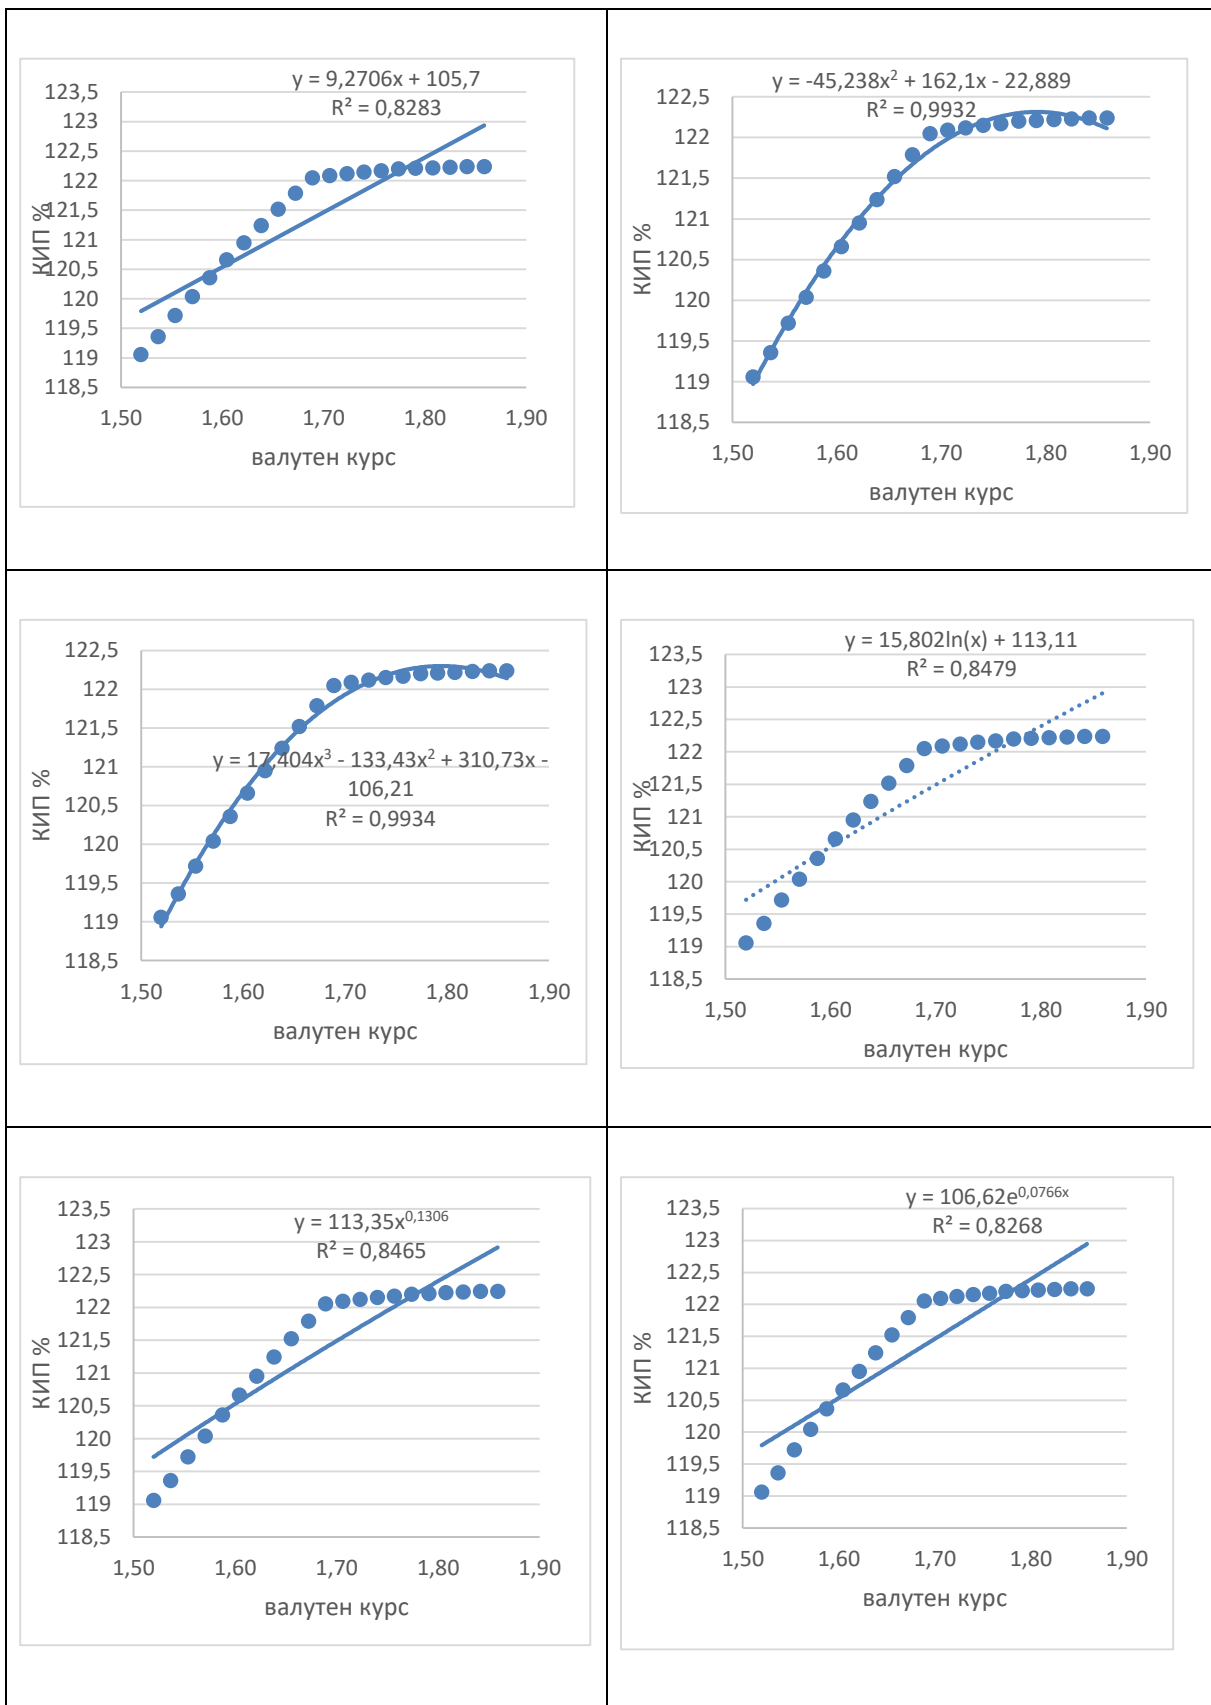 y = 9,2706x + 105,7
R² = 0,8283
123,5
123
122,5
122
121,5
121
120,5
120
119,5
119
118,5
КИП %
1,50 1,60 1,70 1,80 1,90
валутен курс
y = -45,238x² + 162,1x - 22,889
R² = 0,9932
122,5
122
121,5
121
120,5
120
119,5
119
118,5
КИП %
1,50 1,60 1,70 1,80 1,90
валутен курс
122,5
122
121,5
121
120,5
120
119,5
119
118,5
КИП %
y = 17,404x³ - 133,43x² + 310,73x -
106,21
R² = 0,9934
1,50 1,60 1,70 1,80 1,90
валутен курс
y = 15,802ln(x) + 113,11
R² = 0,8479
123,5
123
122,5
122
121,5
121
120,5
120
119,5
119
118,5
КИП %
1,50 1,60 1,70 1,80 1,90
валутен курс
y = 113,35x^0,1306
R² = 0,8465
123,5
123
122,5
122
121,5
121
120,5
120
119,5
119
118,5
КИП %
1,50 1,60 1,70 1,80 1,90
валутен курс
y = 106,62e^0,0766x
R² = 0,8268
123,5
123
122,5
122
121,5
121
120,5
120
119,5
119
118,5
КИП %
1,50 1,60 1,70 1,80 1,90
валутен курс